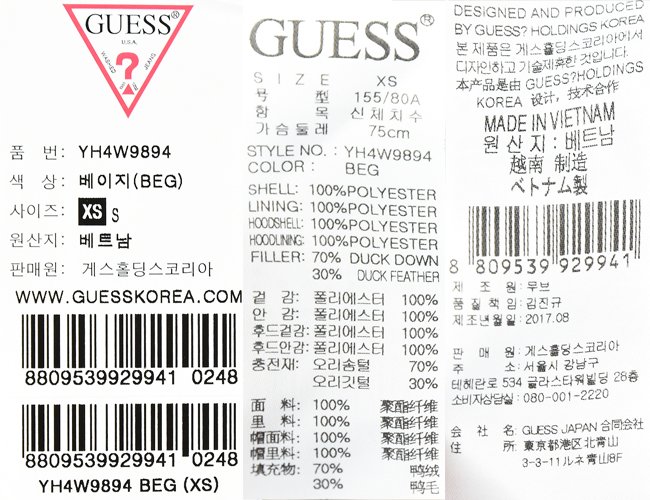 GUESS
U.S.A.
WASHED
JEANS
?
품 번: YH4W9894
색 상: 베이지(BEG)
사이즈: XS S
원산지: 베트남
판매원: 게스홀딩스코리아
WWW.GUESSKOREA.COM
8809539929941 0248
8809539929941 0248
YH4W9894 BEG (XS)
GUESS®
SIZE XS
号 型 155/80A
항 목 신체치수
가슴둘레 75cm
STYLE NO.: YH4W9894
COLOR: BEG
SHELL: 100%POLYESTER
LINING: 100%POLYESTER
HOODSHELL: 100%POLYESTER
HOODLINING: 100%POLYESTER
FILLER: 70% DUCK DOWN
30% DUCK FEATHER
겉 감: 폴리에스터 100%
안 감: 폴리에스터 100%
후드겉감: 폴리에스터 100%
후드안감: 폴리에스터 100%
충전재: 오리솜털 70%
오리깃털 30%
面 料: 100% 聚酯纤维
里 料: 100% 聚酯纤维
帽面料: 100% 聚酯纤维
帽里料: 100% 聚酯纤维
填充物: 70% 鸭绒
30% 鸭毛
DESIGNED AND PRODUCED
BY GUESS? HOLDINGS KOREA
본 제품은 게스홀딩스코리아에서
디자인하고 기술제휴한 것입니다.
本产品是由 GUESS?HOLDINGS
KOREA 设计, 技术合作
MADE IN VIETNAM
원 산 지 : 베트남
越南 制造
ベトナム製
8 809539 929941
제 조 원: 무브
품질 책임: 김진규
제조년월일: 2017.08
판 매 원: 게스홀딩스코리아
주 소: 서울시 강남구
테헤란로 534 글라스타워빌딩 28층
소비자상담실: 080-001-2220
会 社 名: GUESS JAPAN 合同会社
住 所: 東京都港区北青山
3-3-11ルネ青山8F